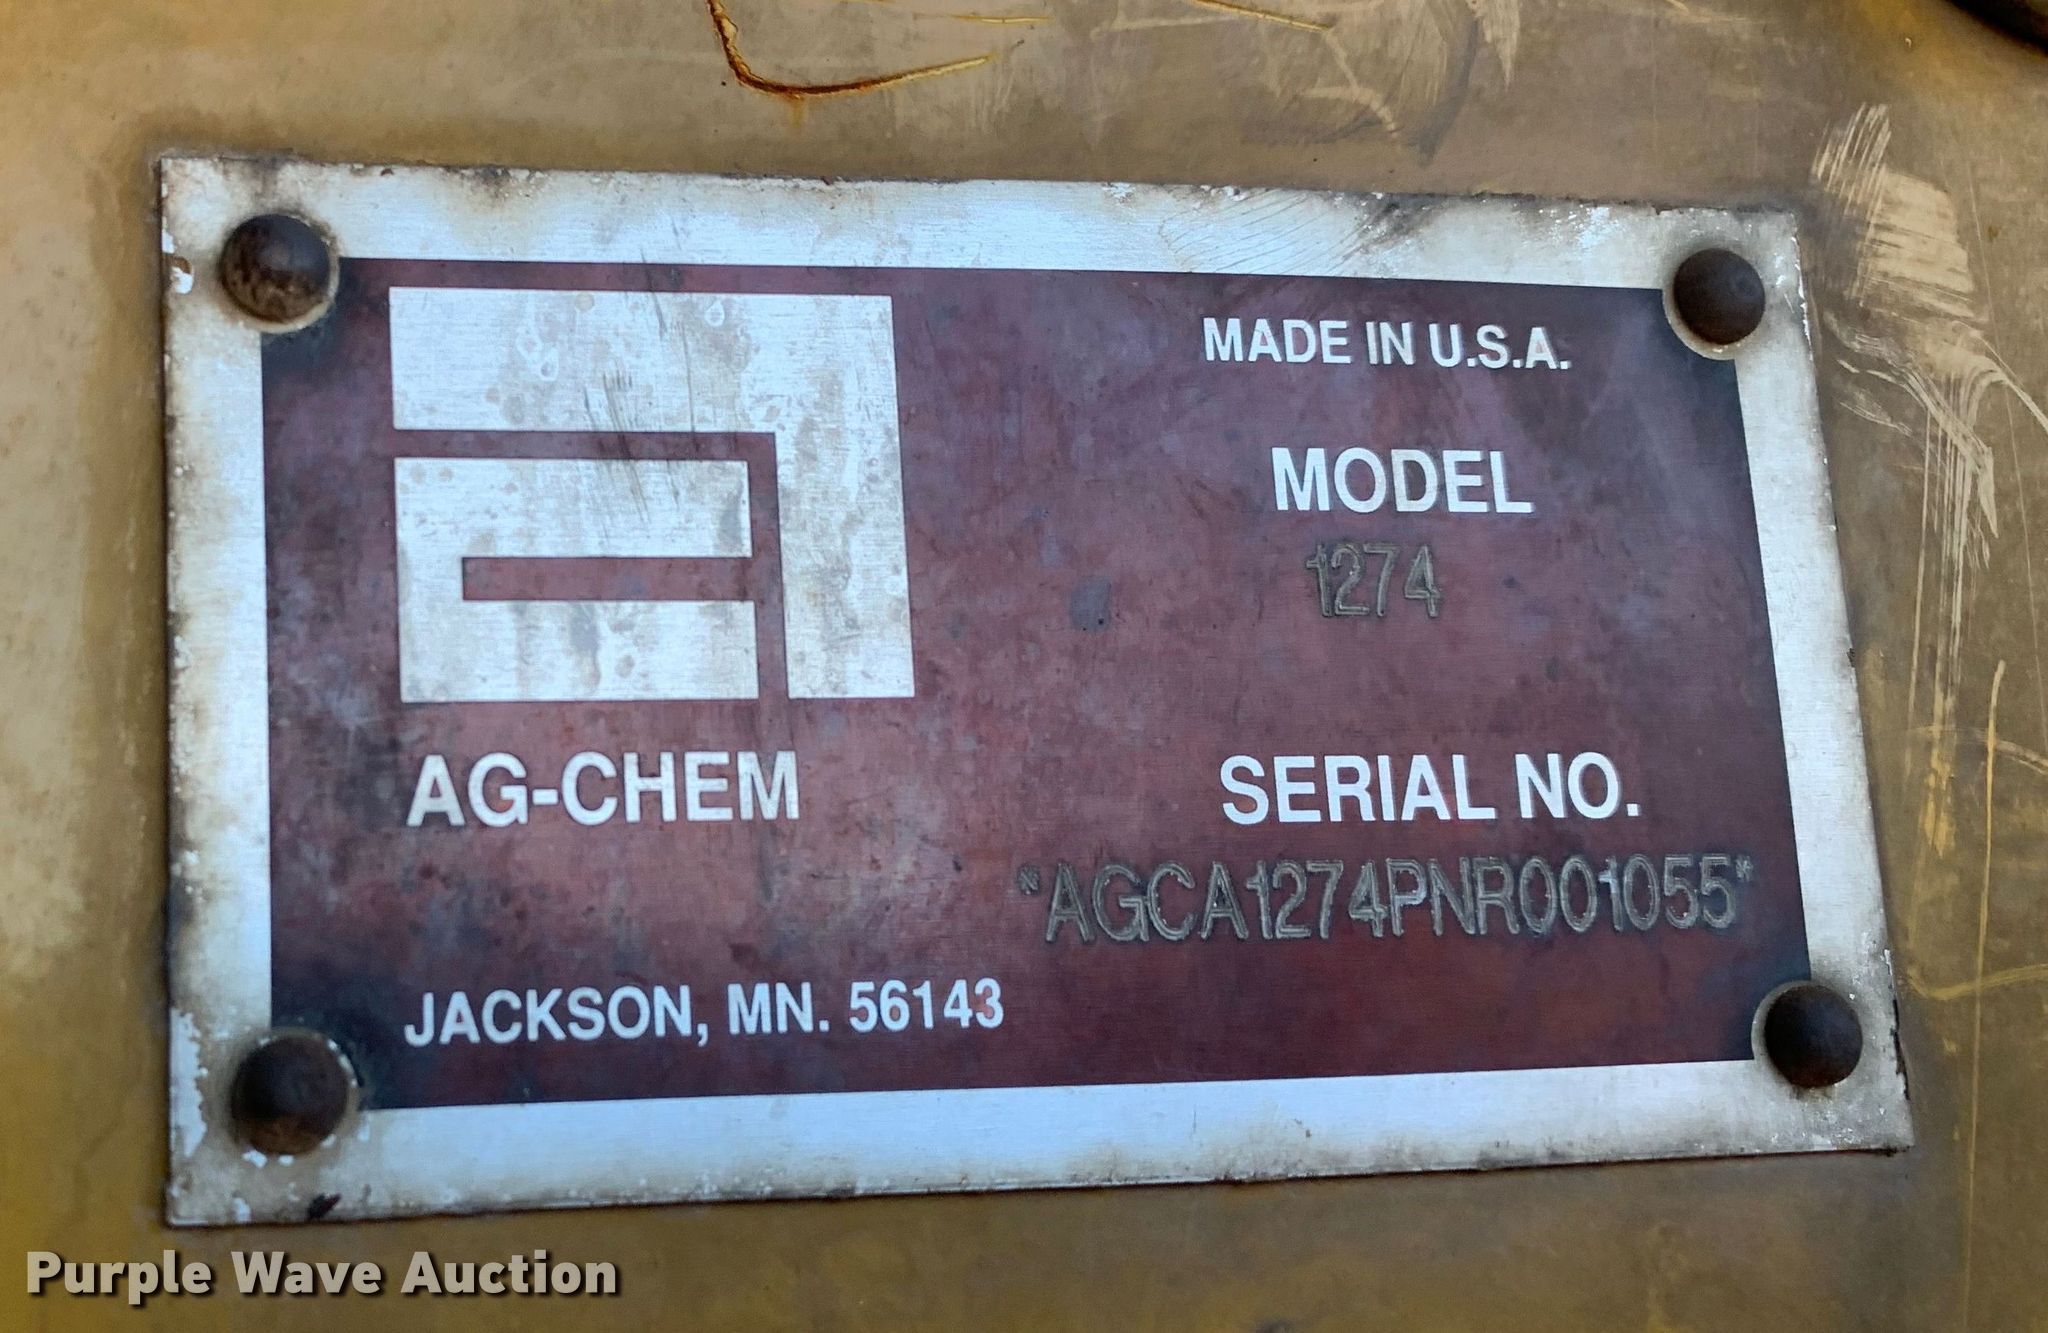 MADE IN U.S.A.
MODEL
1274
AG-CHEM
SERIAL NO.
*AGCA1274PNR001055*
JACKSON, MN. 56143
Purple Wave Auction